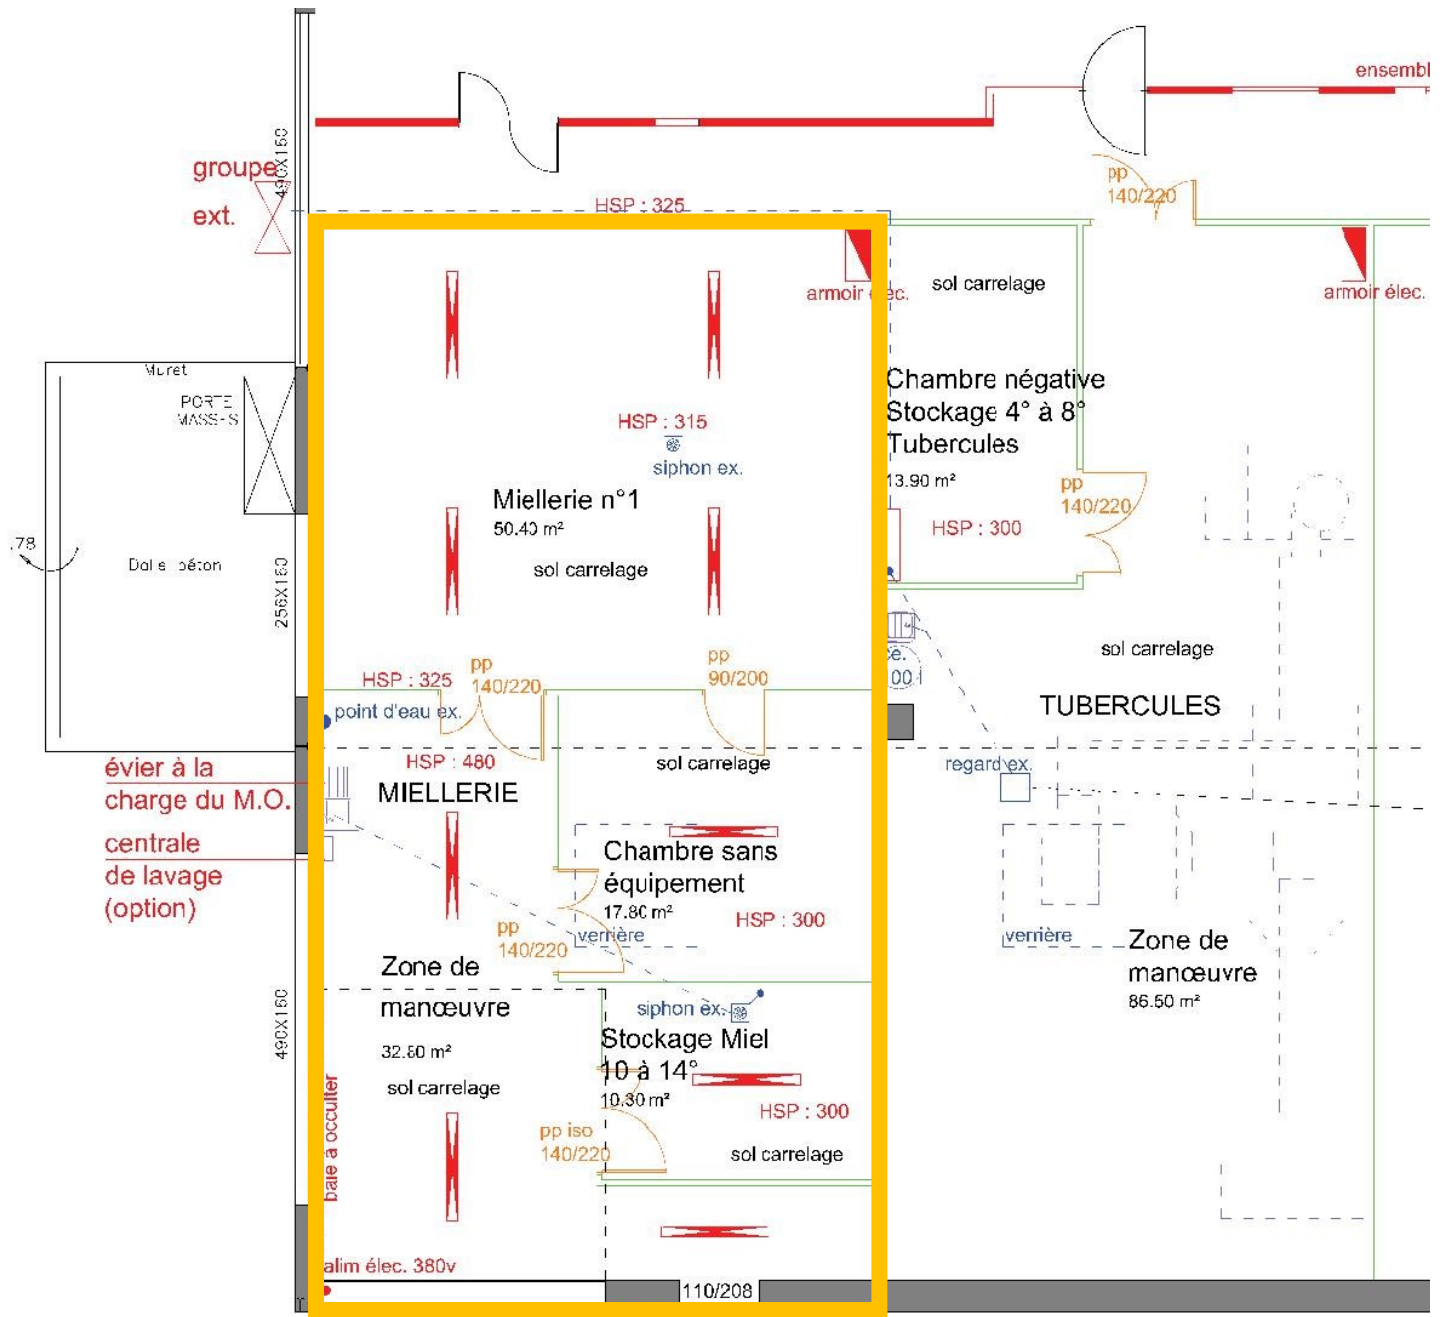 ensembl
490X160
groupe
ext.
pp
140/220
HSP : 325
armoir élec.
sol carrelage
armoir élec.
Muret
PORTE
MASSES
Chambre négative
Stockage 4° à 8°
Tubercules
13.90 m²
HSP : 315
siphon ex.
pp
140/220
HSP : 300
Miellerie n°1
50.40 m²
sol carrelage
.78
256X160
sol carrelage
TUBERCULES
HSP : 325
pp
140/220
pp
90/200
ce.
00
point d'eau ex.
HSP : 480
MIELLERIE
sol carrelage
regard ex.
évier à la
charge du M.O.
centrale
de lavage
(option)
Chambre sans
équipement
17.80 m²
HSP : 300
verrière
pp
140/220
verrière
Zone de
manœuvre
86.50 m²
Zone de
manœuvre
32.80 m²
sol carrelage
490X160
siphon ex.
Stockage Miel
10 à 14°
10.30 m²
HSP : 300
pp iso
140/220
sol carrelage
baie à occulter
alim élec. 380v
110/208